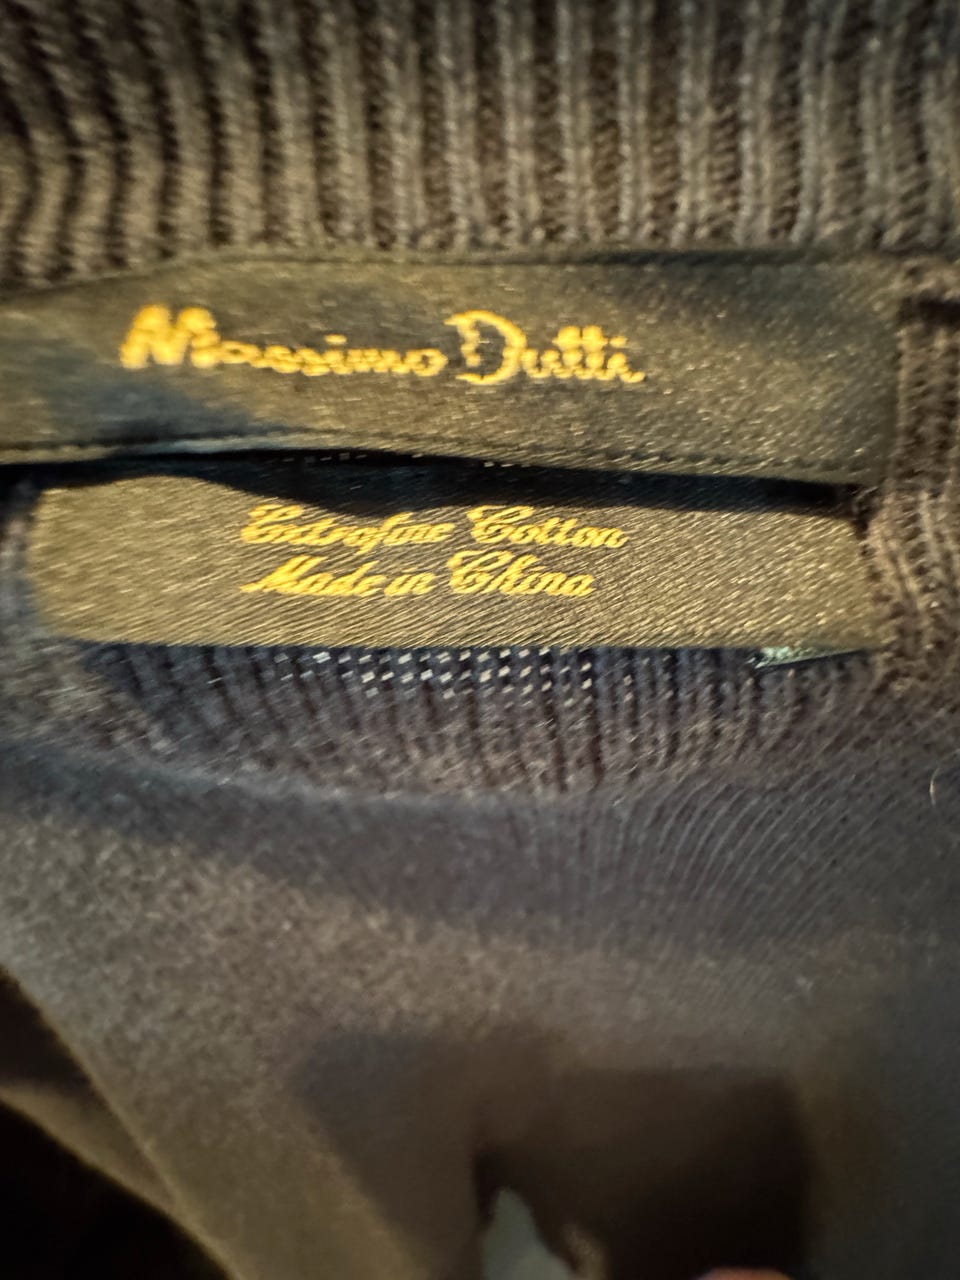 Massimo Dutti
Extrafine Cotton
Made in China